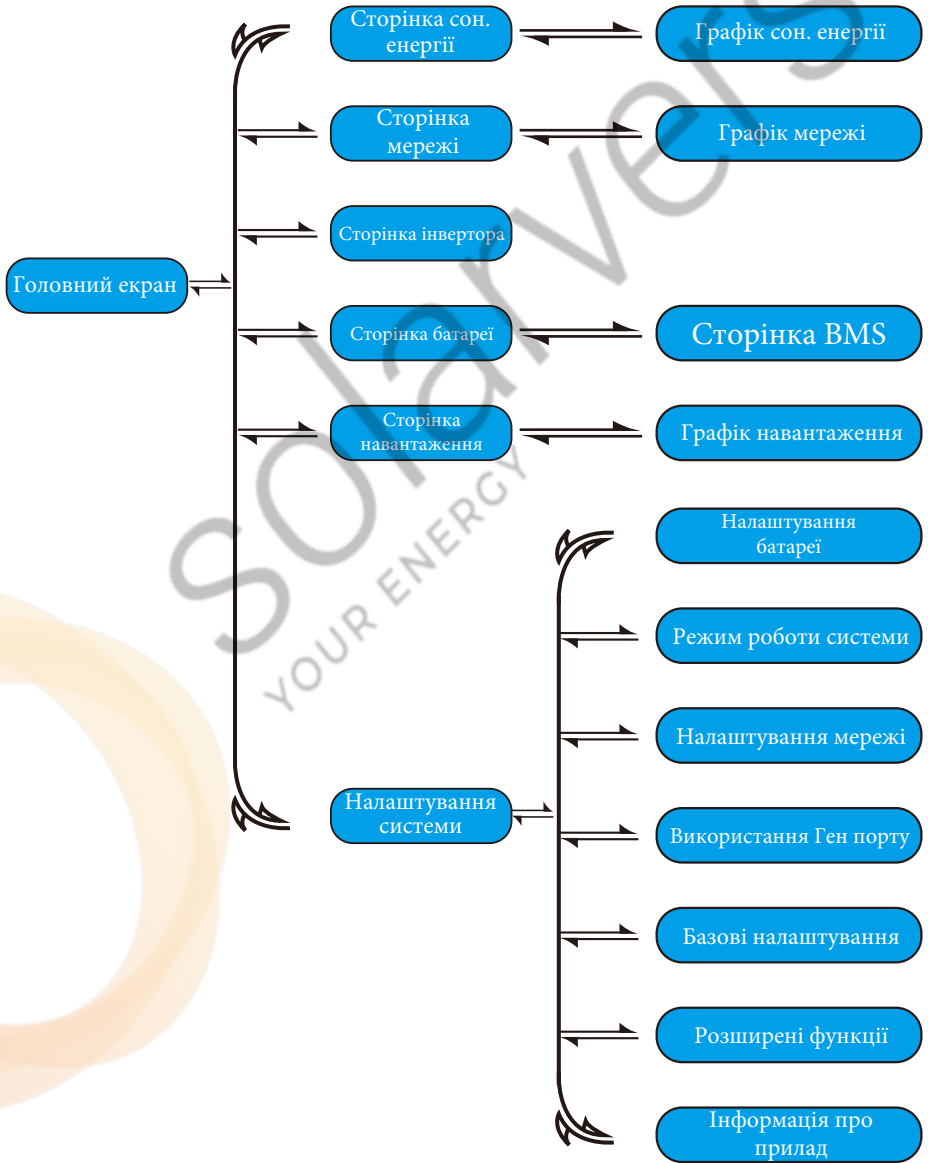 Сторінка сон.
енергії
Графік сон. енергії
Сторінка
мережі
Графік мережі
Сторінка інвертора
Головний екран
Сторінка батареї
Сторінка BMS
Сторінка
навантаження
Графік навантаження
Налаштування
батареї
Режим роботи системи
Налаштування мережі
Налаштування
системи
Використання Ген порту
Базові налаштування
Розширені функції
Інформація про
прилад
solarvers
YOUR ENERGY